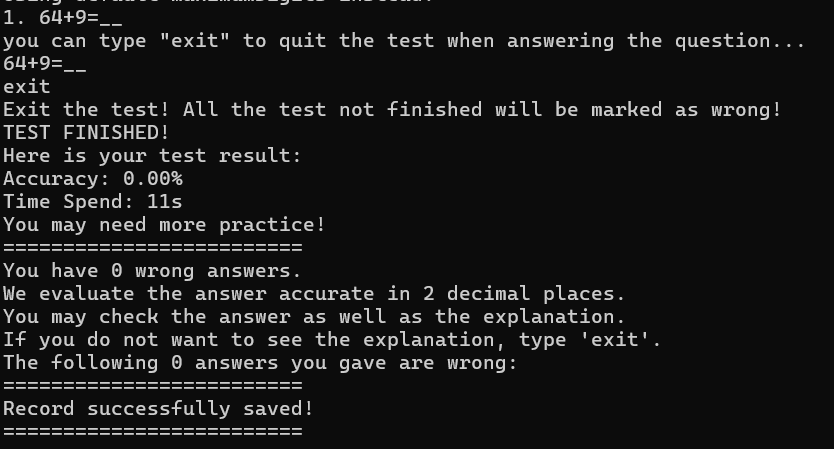 using default maximumDigits instead.
1. 64+9=__
you can type "exit" to quit the test when answering the question...
64+9=__
exit
Exit the test! All the test not finished will be marked as wrong!
TEST FINISHED!
Here is your test result:
Accuracy: 0.00%
Time Spend: 11s
You may need more practice!
=========================
You have 0 wrong answers.
We evaluate the answer accurate in 2 decimal places.
You may check the answer as well as the explanation.
If you do not want to see the explanation, type 'exit'.
The following 0 answers you gave are wrong:
=========================
Record successfully saved!
=========================